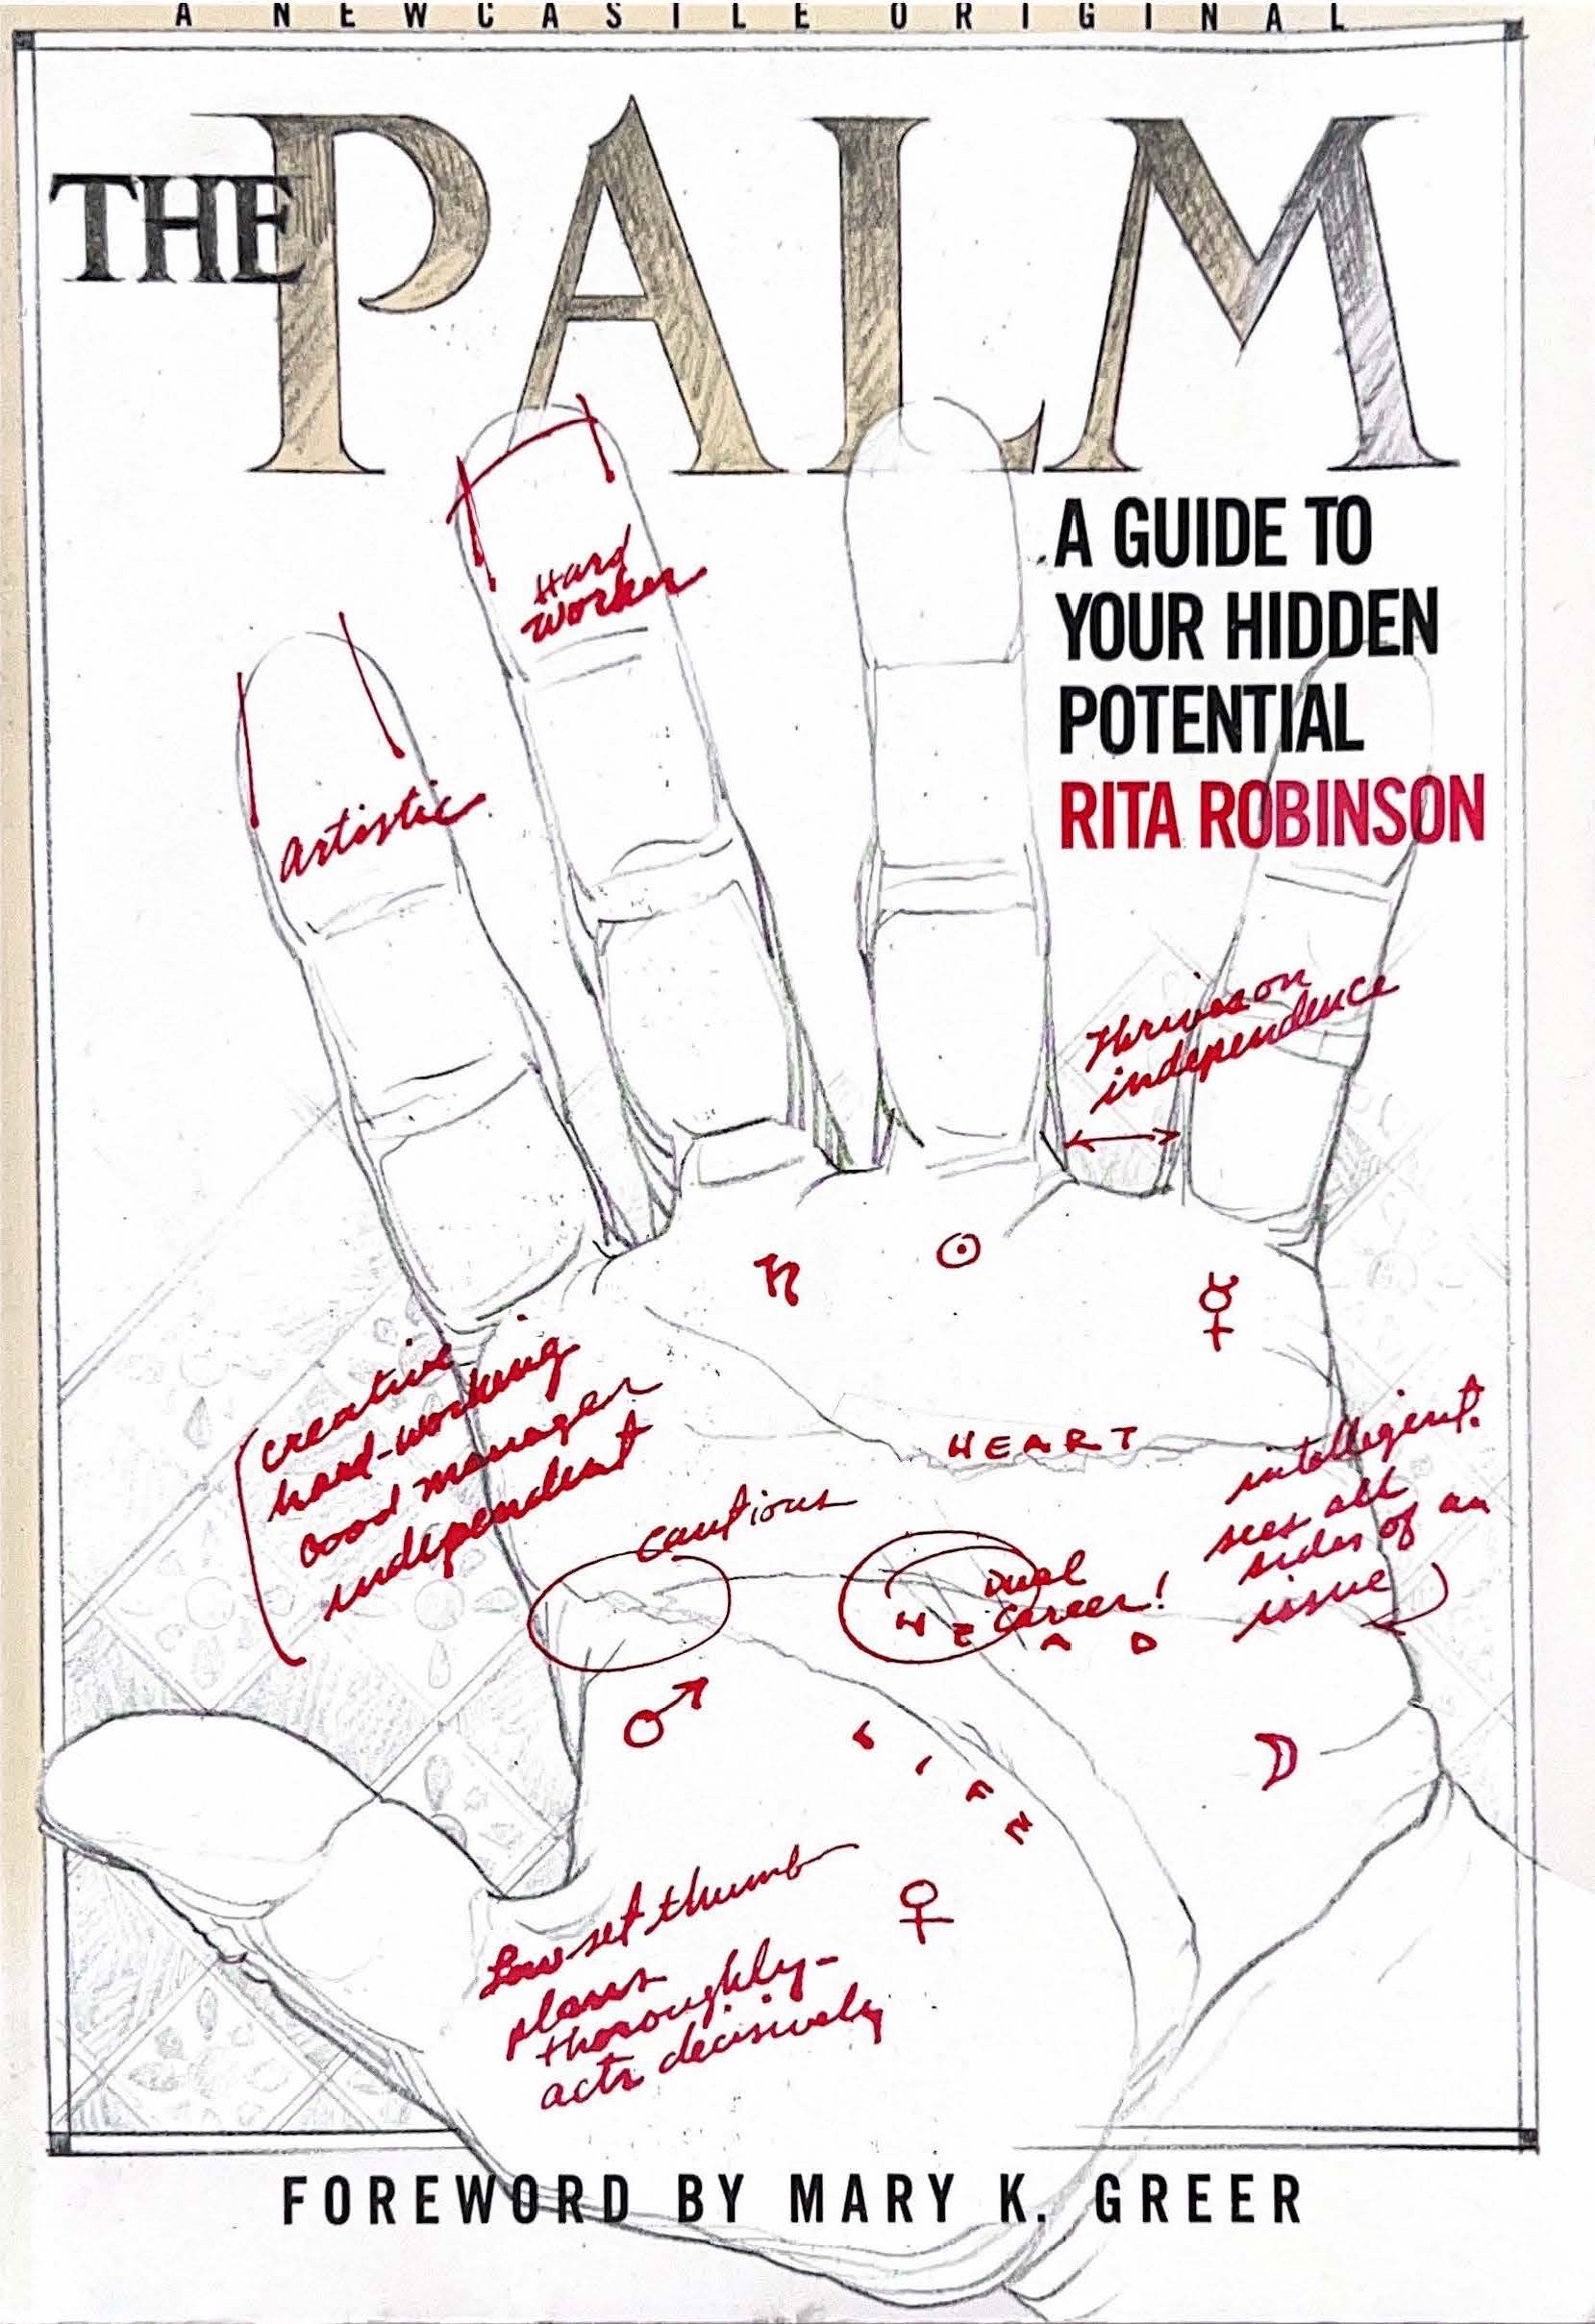 A NEWCASTLE ORIGINAL
THE PALM
A GUIDE TO
YOUR HIDDEN
POTENTIAL
RITA ROBINSON
Hard
worker
artistic
thrives on
independence
♄
☉
☿
creative
hard-working
good manager
independent
HEART
intelligent.
sees all
sides of an
issue
cautious
Dual
career!
HEAD
♂
LIFE
☽
♀
Low set thumb
plans
thoroughly-
acts decisively
FOREWORD BY MARY K. GREER